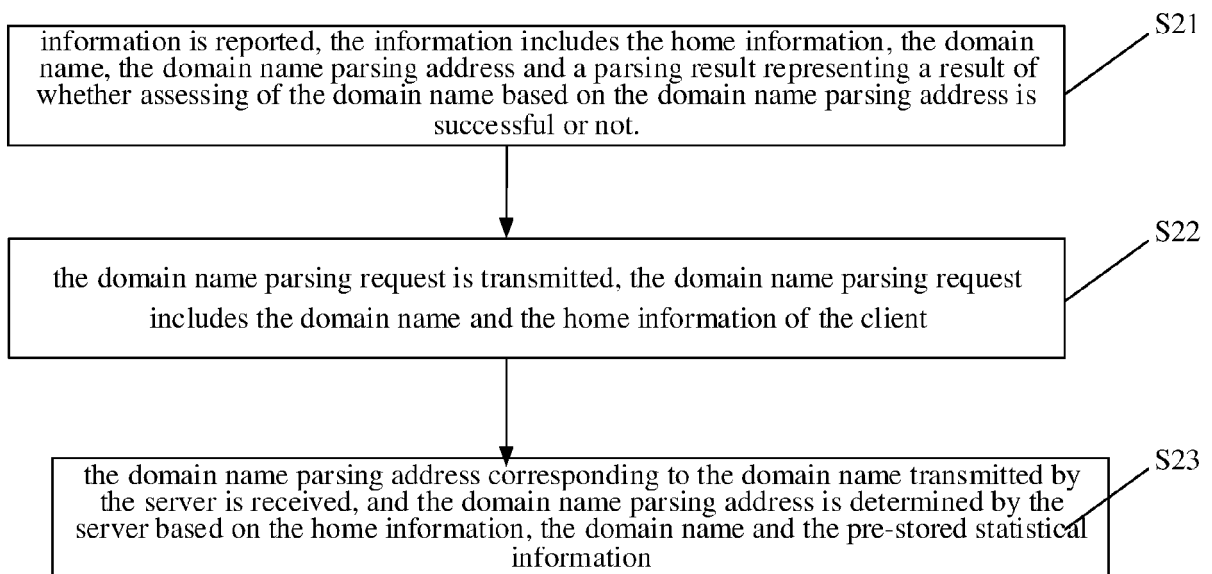 S21
information is reported, the information includes the home information, the domain
name, the domain name parsing address and a parsing result representing a result of
whether assessing of the domain name based on the domain name parsing address is
successful or not.
S22
the domain name parsing request is transmitted, the domain name parsing request
includes the domain name and the home information of the client
S23
the domain name parsing address corresponding to the domain name transmitted by
the server is received, and the domain name parsing address is determined by the
server based on the home information, the domain name and the pre-stored statistical
information